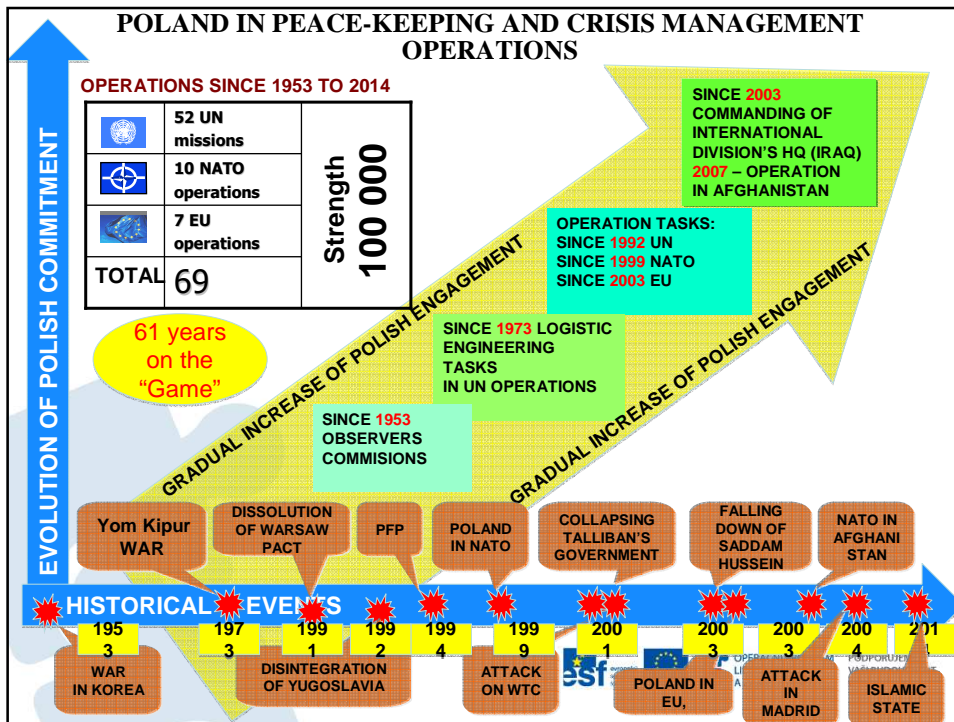 POLAND IN PEACE-KEEPING AND CRISIS MANAGEMENT
OPERATIONS
OPERATIONS SINCE 1953 TO 2014
52 UN
missions
10 NATO
operations
7 EU
operations
TOTAL 69
Strength
100 000
61 years
on the
“Game”
EVOLUTION OF POLISH COMMITMENT
GRADUAL INCREASE OF POLISH ENGAGEMENT
GRADUAL INCREASE OF POLISH ENGAGEMENT
SINCE 2003
COMMANDING OF
INTERNATIONAL
DIVISION’S HQ (IRAQ)
2007 – OPERATION
IN AFGHANISTAN
OPERATION TASKS:
SINCE 1992 UN
SINCE 1999 NATO
SINCE 2003 EU
SINCE 1973 LOGISTIC
ENGINEERING
TASKS
IN UN OPERATIONS
SINCE 1953
OBSERVERS
COMMISIONS
Yom Kipur
WAR
DISSOLUTION
OF WARSAW
PACT
PFP
POLAND
IN NATO
COLLAPSING
TALLIBAN’S
GOVERNMENT
FALLING
DOWN OF
SADDAM
HUSSEIN
NATO IN
AFGHANI
STAN
HISTORICAL EVENTS
195
3
197
3
199
1
199
2
199
4
199
9
200
1
200
3
200
3
200
4
201
4
WAR
IN KOREA
DISINTEGRATION
OF YUGOSLAVIA
ATTACK
ON WTC
esf
POLAND IN
EU,
ATTACK
IN
MADRID
ISLAMIC
STATE